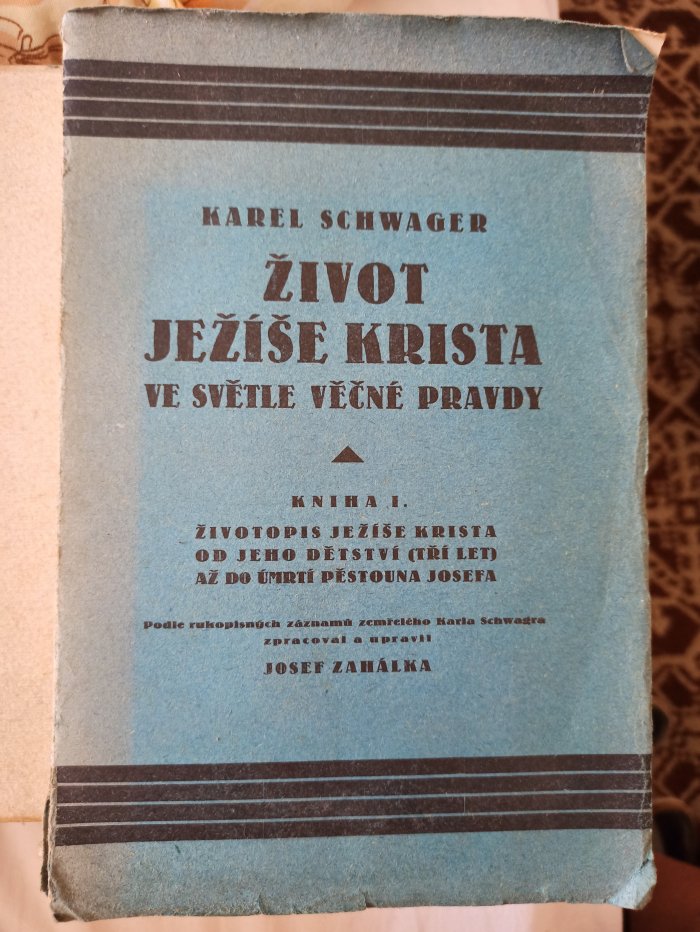 KAREL SCHWAGER
ŽIVOT
JEŽÍŠE KRISTA
VE SVĚTLE VĚČNÉ PRAVDY
KNIHA I.
ŽIVOTOPIS JEŽÍŠE KRISTA
OD JEHO DĚTSTVÍ (TŘÍ LET)
AŽ DO ÚMRTÍ PĚSTOUNA JOSEFA
Podle rukopisných záznamů zemřelého Karla Schwagra
zpracoval a upravil
JOSEF ZAHÁLKA